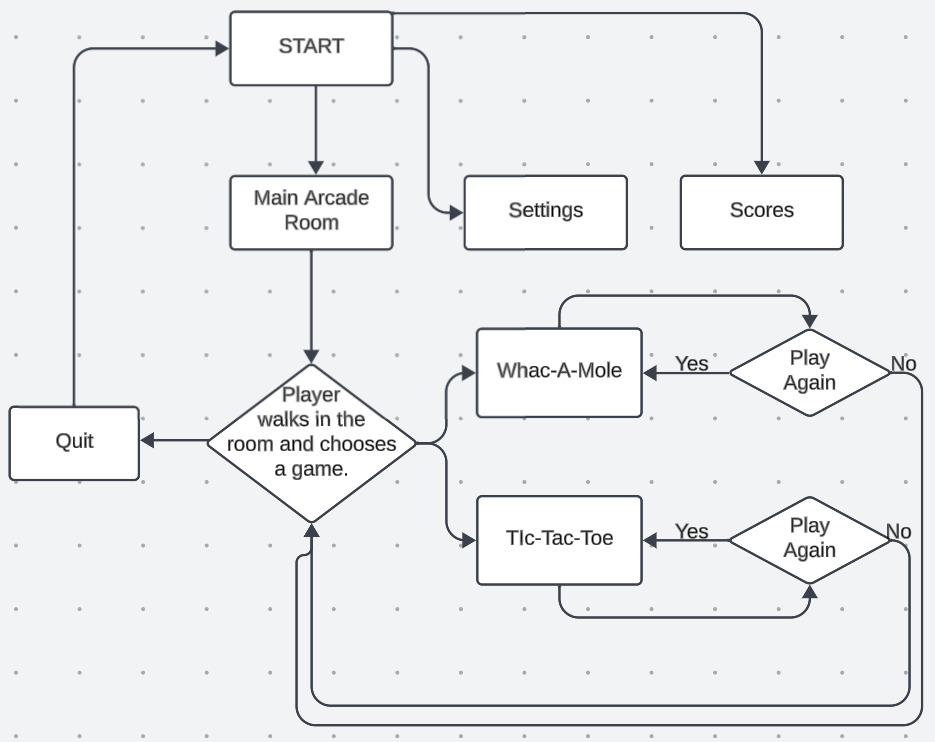 START
Main Arcade
Room
Settings
Scores
Player
walks in the
room and chooses
a game.
Quit
Whac-A-Mole
Yes
Play
Again
No
TIc-Tac-Toe
Yes
Play
Again
No